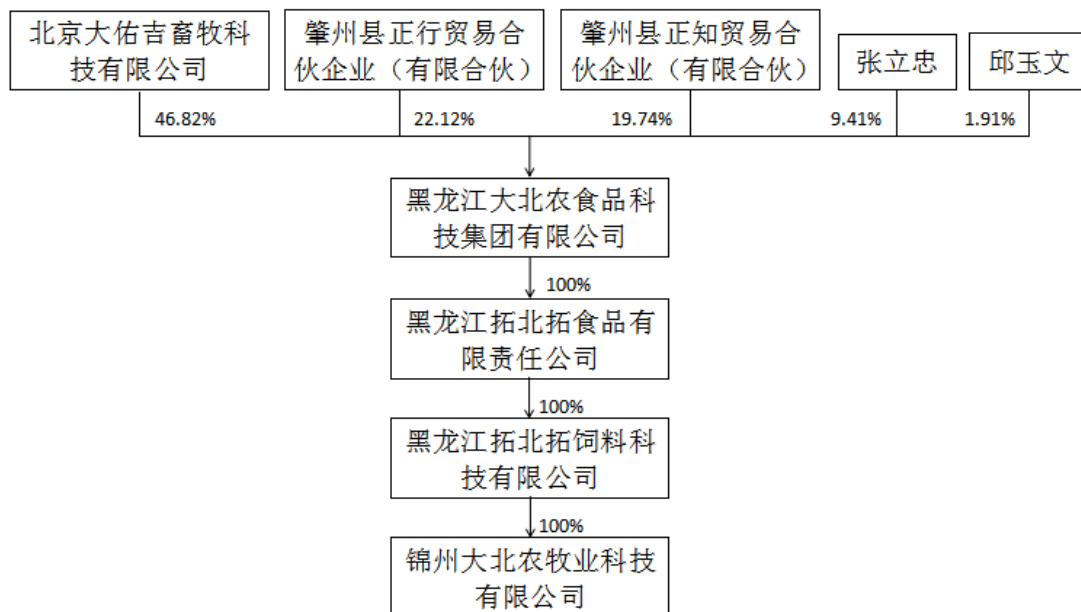 北京大佑吉畜牧科
技有限公司
肇州县正行贸易合
伙企业（有限合伙）
肇州县正知贸易合
伙企业（有限合伙）
张立忠
邱玉文
46.82%
22.12%
19.74%
9.41%
1.91%
黑龙江大北农食品科
技集团有限公司
100%
黑龙江拓北拓食品有
限责任公司
100%
黑龙江拓北拓饲料科
技有限公司
100%
锦州大北农牧业科技
有限公司